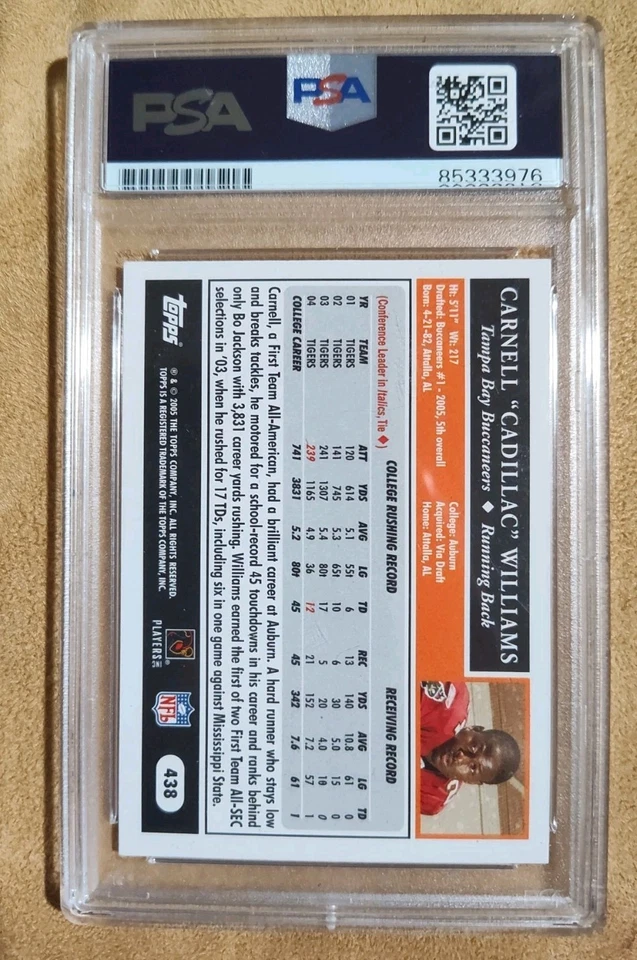 PSA
PSA
85333976
CARNELL "CADILLAC" WILLIAMS
Tampa Bay Buccaneers ♦ Running Back
Ht: 5'11" Wt: 217
College: Auburn
Drafted: Buccaneers #1 - 2005, 5th overall
Acquired: Via Draft
Born: 4-21-82, Attalla, AL
Home: Attalla, AL
(Conference Leader in Italics, Tie ♦)
COLLEGE RUSHING RECORD RECEIVING RECORD
YR TEAM ATT YDS AVG LG TD REC YDS AVG LG TD
01 TIGERS 120 614 5.1 55t 6 13 140 10.8 61 0
02 TIGERS 141 745 5.3 65t 10 6 30 5.0 15 0
03 TIGERS 241 1307 5.4 80t 17 5 20 4.0 18 0
04 TIGERS 239 1165 4.9 36 12 21 152 7.2 57 1
COLLEGE CAREER 741 3831 5.2 80t 45 45 342 7.6 61 1
Carnell, a First Team All-American, had a brilliant career at Auburn. A hard runner who stays low
and breaks tackles, he motored for a school-record 45 touchdowns in his career and ranks behind
only Bo Jackson with 3,831 career yards rushing. Williams earned the first of two First Team All-SEC
selections in '03, when he rushed for 17 TDs, including six in one game against Mississippi State.
topps
® & © 2005 THE TOPPS COMPANY, INC. ALL RIGHTS RESERVED.
TOPPS IS A REGISTERED TRADEMARK OF THE TOPPS COMPANY, INC.
PLAYERS INC
NFL
438